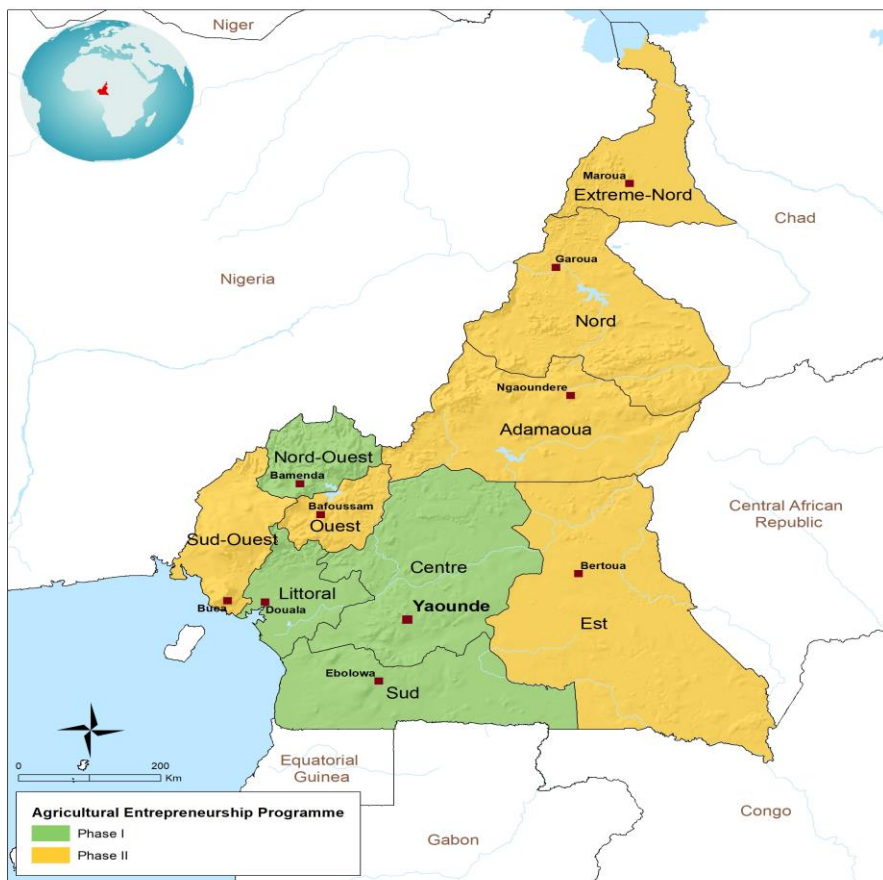 Niger
Maroua
Extreme-Nord
Chad
Garoua
Nigeria
Nord
Ngaoundere
Adamaoua
Nord-Ouest
Bamenda
Bafoussam
Ouest
Central African
Republic
Sud-Ouest
Centre
Bertoua
Littoral
Buea
Douala
Yaounde
Est
Ebolowa
Sud
Equatorial
Guinea
0 200
Km
Congo
Gabon
Agricultural Entrepreneurship Programme
Phase I
Phase II